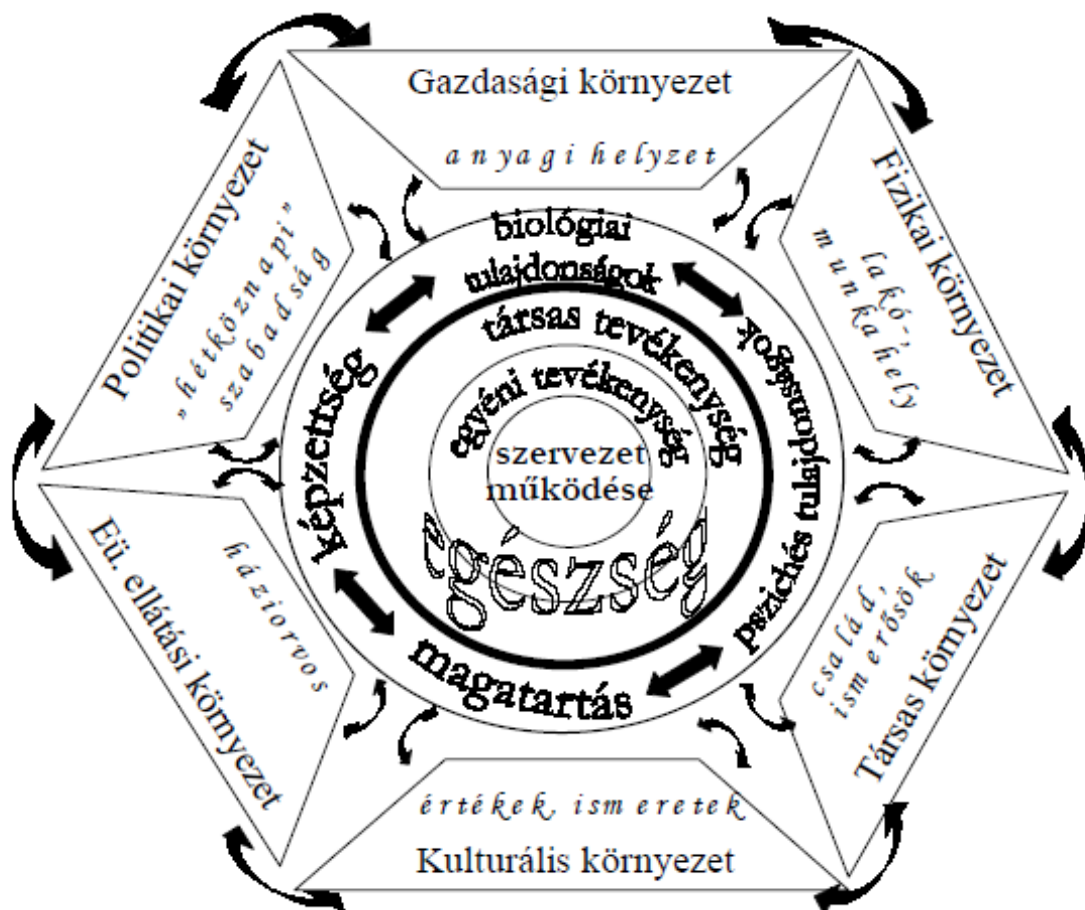 Gazdasági környezet
anyagi helyzet
Fizikai környezet
lakó-,
munkahely
Társas környezet
család,
ismerősök
Kulturális környezet
értékek, ismeretek
Eü. ellátási környezet
háziorvos
Politikai környezet
„hétköznapi”
szabadság
biológiai
tulajdonságok
pszichés tulajdonságok
magatartás
képzettség
társas tevékenység
egyéni tevékenység
szervezet
működése
egészség